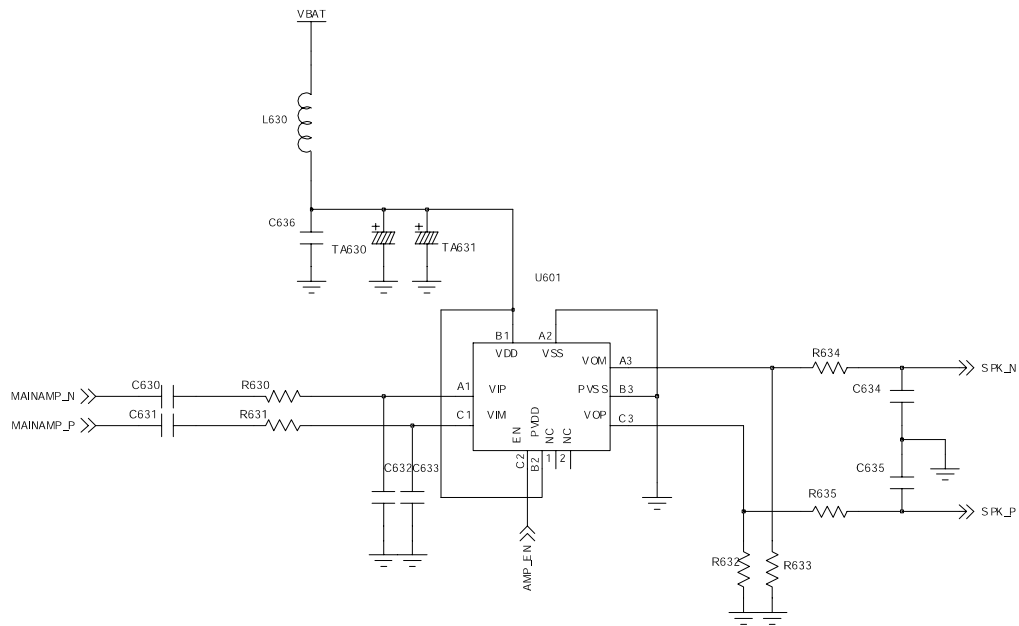 VBAT
L630
C636
TA630
TA631
U601
B1
A2
VDD
VSS
VOM
A3
R634
SPK_N
MAINAMP_N
C630
R630
A1
VIP
PVSS
B3
C634
MAINAMP_P
C631
R631
C1
VIM
VOP
C3
EN
PVDD
NC
NC
C2
B2
1
2
C632
C633
C635
R635
SPK_P
AMP_EN
R632
R633